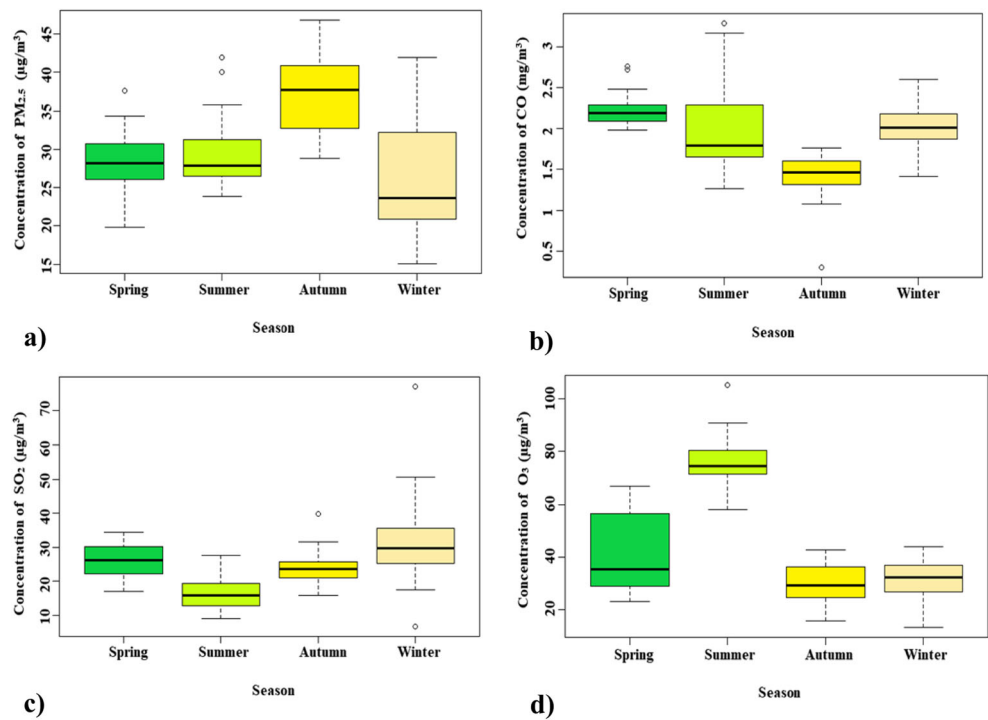 Concentration of PM₂.₅ (µg/m³)
45
40
35
30
25
20
15
Spring Summer Autumn Winter
Season
a)
Concentration of CO (mg/m³)
3
2.5
2
1.5
1
0.5
Spring Summer Autumn Winter
Season
b)
Concentration of SO₂ (µg/m³)
70
60
50
40
30
20
10
Spring Summer Autumn Winter
Season
c)
Concentration of O₃ (µg/m³)
100
80
60
40
20
Spring Summer Autumn Winter
Season
d)